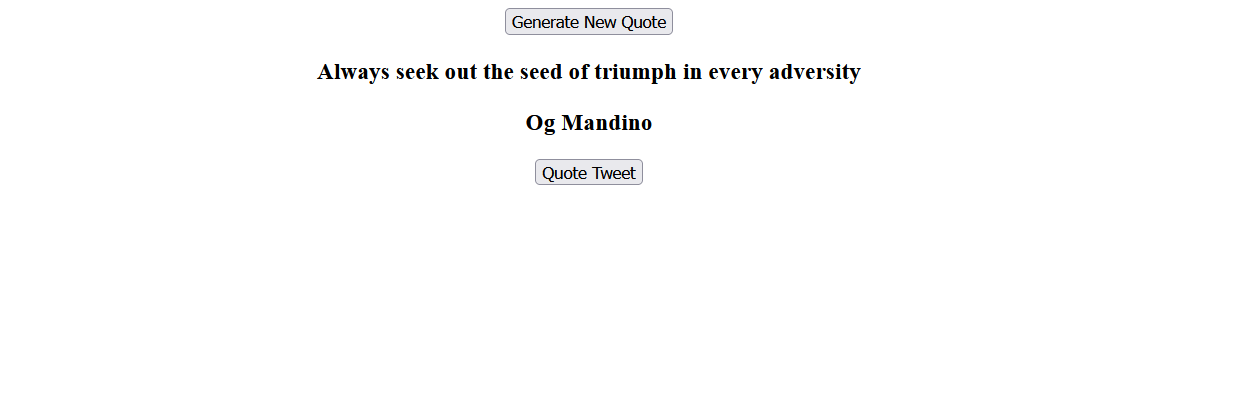 Generate New Quote
Always seek out the seed of triumph in every adversity
Og Mandino
Quote Tweet